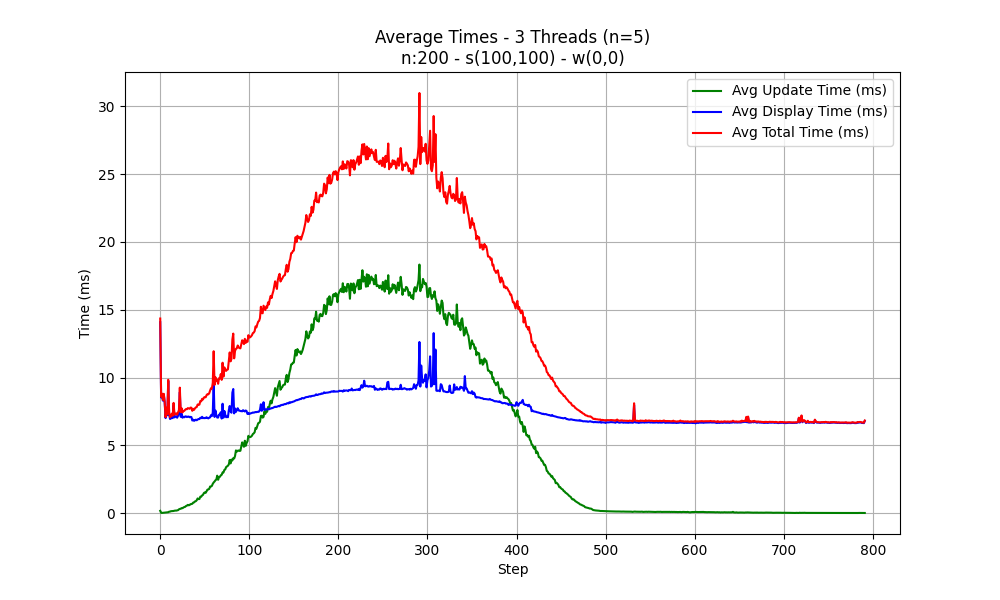 Average Times - 3 Threads (n=5)
n:200 - s(100,100) - w(0,0)
Avg Update Time (ms)
Avg Display Time (ms)
Avg Total Time (ms)
Time (ms)
30
25
20
15
10
5
0
0 100 200 300 400 500 600 700 800
Step